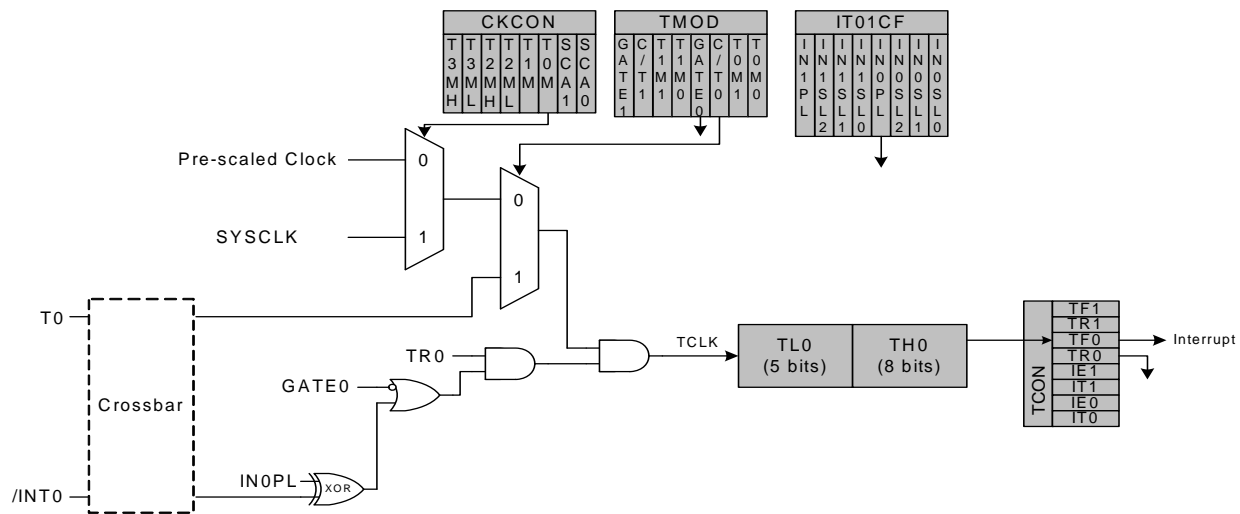 CKCON
T3MH
T3ML
T2MH
T2ML
T1M
T0M
SCA1
SCA0
TMOD
GATE1
C/T1
T1M1
T1M0
GATE0
C/T0
T0M1
T0M0
IT01CF
IN1PL
IN1SL2
IN1SL1
IN1SL0
IN0PL
IN0SL2
IN0SL1
IN0SL0
Pre-scaled Clock
0
SYSCLK
1
0
1
T0
Crossbar
/INT0
TR0
GATE0
IN0PL
XOR
TCLK
TL0
(5 bits)
TH0
(8 bits)
TCON
TF1
TR1
TF0
TR0
IE1
IT1
IE0
IT0
Interrupt